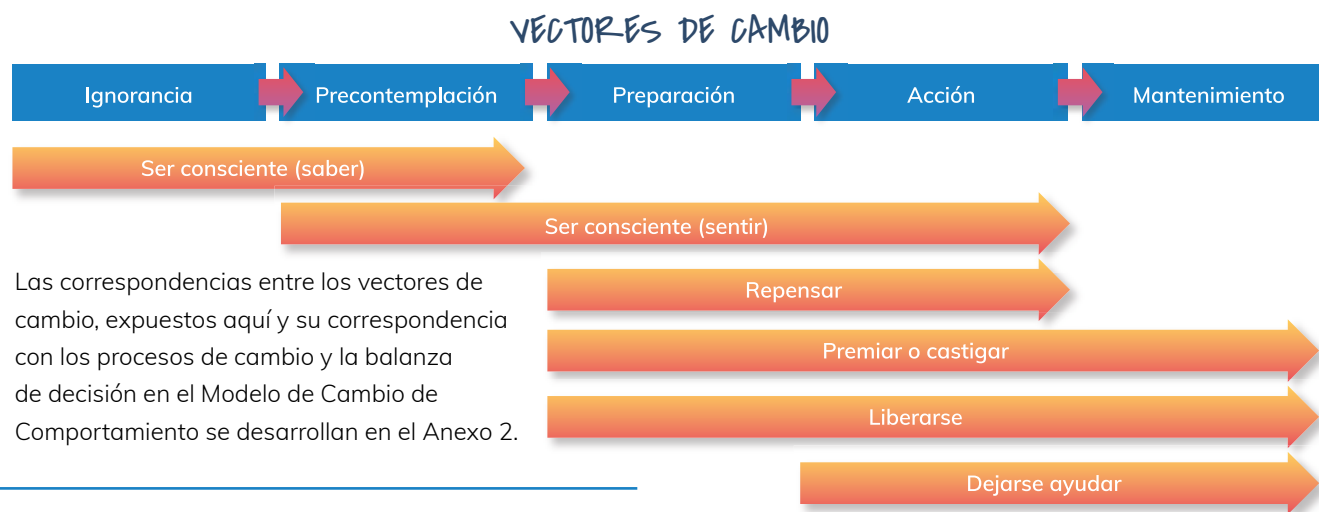 VECTORES DE CAMBIO
Ignorancia
Precontemplación
Preparación
Acción
Mantenimiento
Ser consciente (saber)
Ser consciente (sentir)
Repensar
Premiar o castigar
Liberarse
Dejarse ayudar
Las correspondencias entre los vectores de
cambio, expuestos aquí y su correspondencia
con los procesos de cambio y la balanza
de decisión en el Modelo de Cambio de
Comportamiento se desarrollan en el Anexo 2.